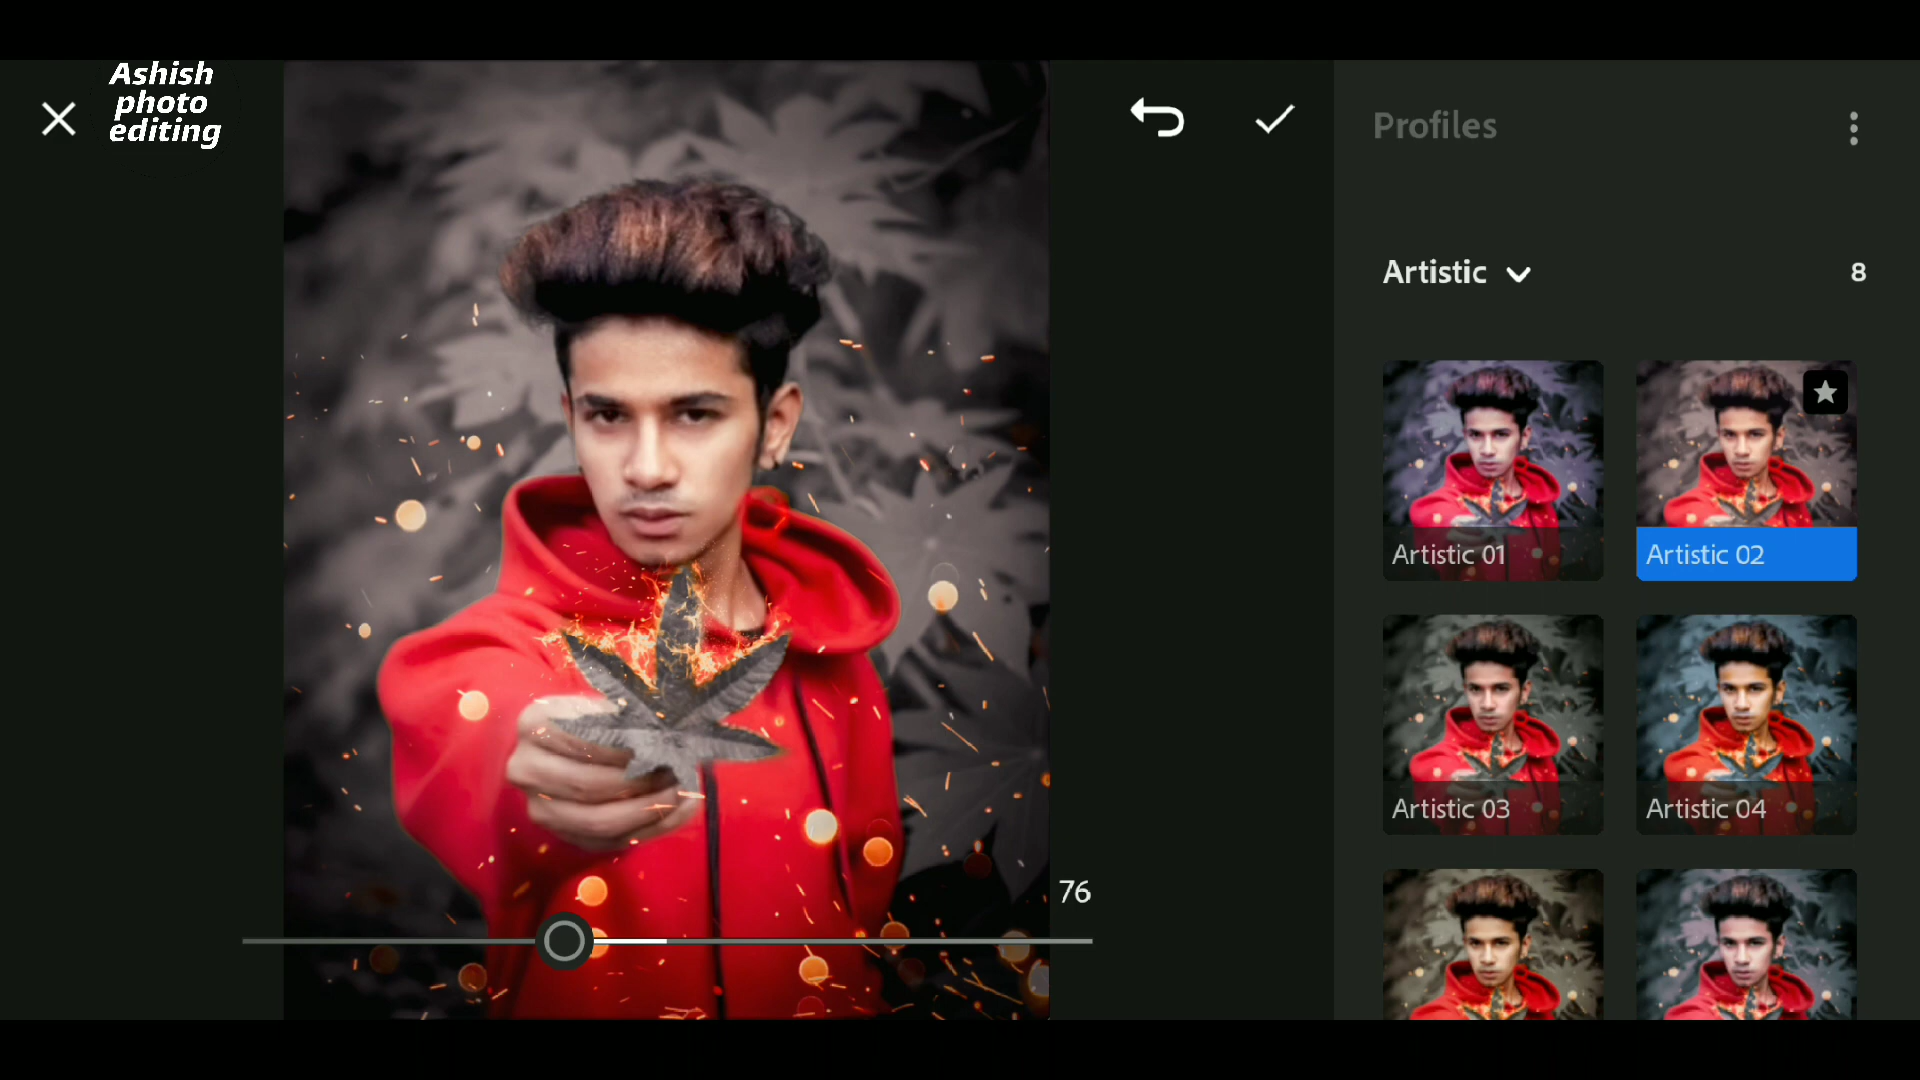 Ashish
photo
editing
Profiles
Artistic
8
Artistic 01
Artistic 02
Artistic 03
Artistic 04
76